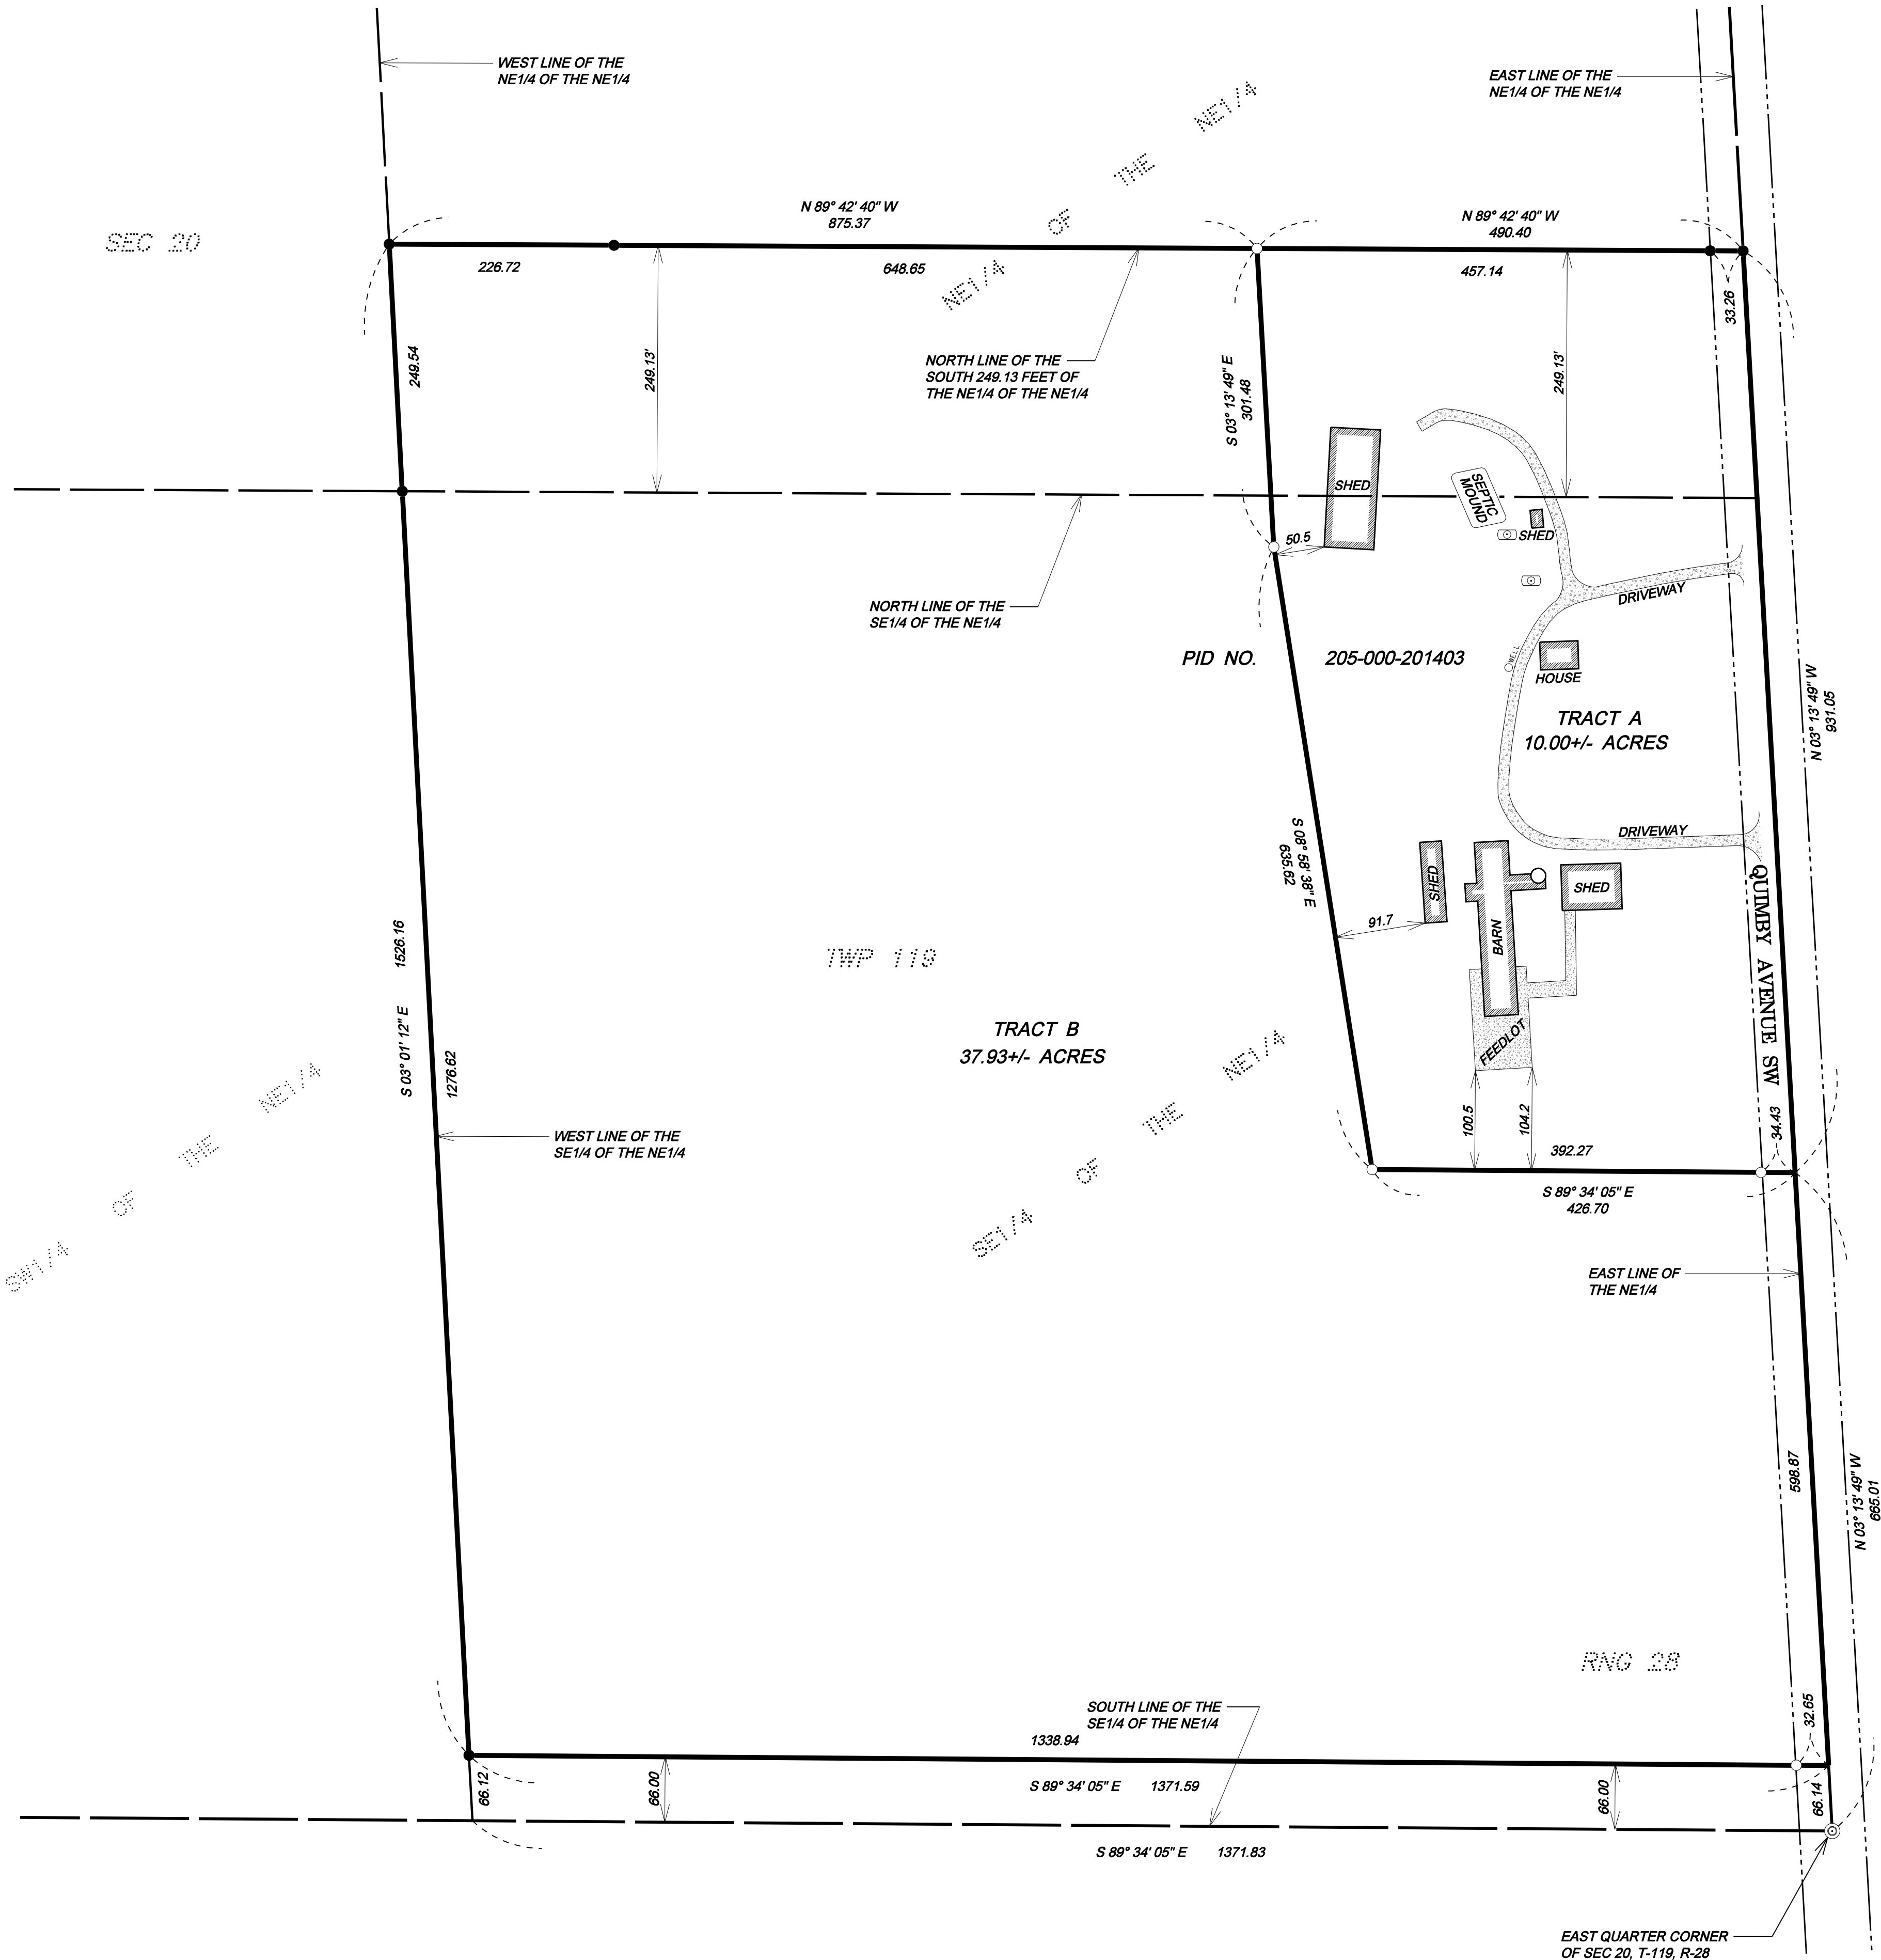 WEST LINE OF THE
NE1/4 OF THE NE1/4
EAST LINE OF THE
NE1/4 OF THE NE1/4
NE1/4 OF THE NE1/4
SEC 20
N 89° 42' 40" W
875.37
N 89° 42' 40" W
490.40
226.72
648.65
457.14
33.26
249.54
249.13'
249.13'
NORTH LINE OF THE
SOUTH 249.13 FEET OF
THE NE1/4 OF THE NE1/4
S 03° 13' 49" E
301.48
SHED
SEPTIC
MOUND
SHED
50.5
DRIVEWAY
NORTH LINE OF THE
SE1/4 OF THE NE1/4
PID NO. 205-000-201403
WELL
HOUSE
TRACT A
10.00+/- ACRES
N 03° 13' 49" W
931.05
S 08° 58' 38" E
635.62
DRIVEWAY
SHED
SHED
BARN
91.7
QUIMBY AVENUE SW
S 03° 01' 12" E 1526.16
1276.62
TWP 119
TRACT B
37.93+/- ACRES
FEEDLOT
100.5
104.2
34.43
392.27
S 89° 34' 05" E
426.70
WEST LINE OF THE
SE1/4 OF THE NE1/4
SW1/4 OF THE NE1/4
SE1/4 OF THE NE1/4
EAST LINE OF
THE NE1/4
598.87
N 03° 13' 49" W
665.01
RNG 28
SOUTH LINE OF THE
SE1/4 OF THE NE1/4
1338.94
32.65
66.12
66.00
S 89° 34' 05" E 1371.59
66.00
66.14
S 89° 34' 05" E 1371.83
EAST QUARTER CORNER
OF SEC 20, T-119, R-28